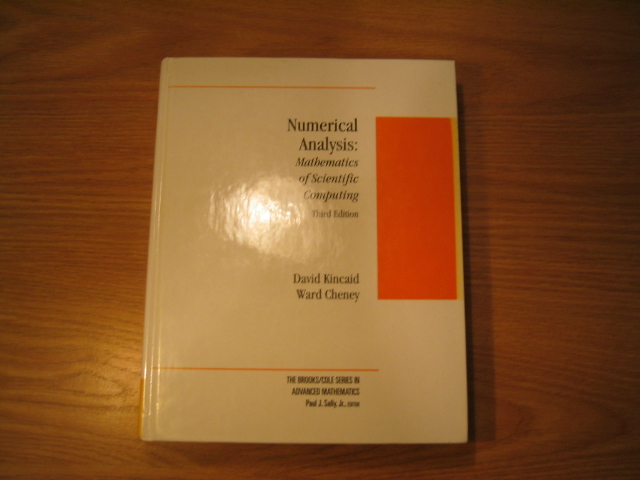 Numerical
Analysis:
Mathematics
of Scientific
Computing
Third Edition
David Kincaid
Ward Cheney
THE BROOKS/COLE SERIES IN
ADVANCED MATHEMATICS
Paul J. Sally, Jr., EDITOR